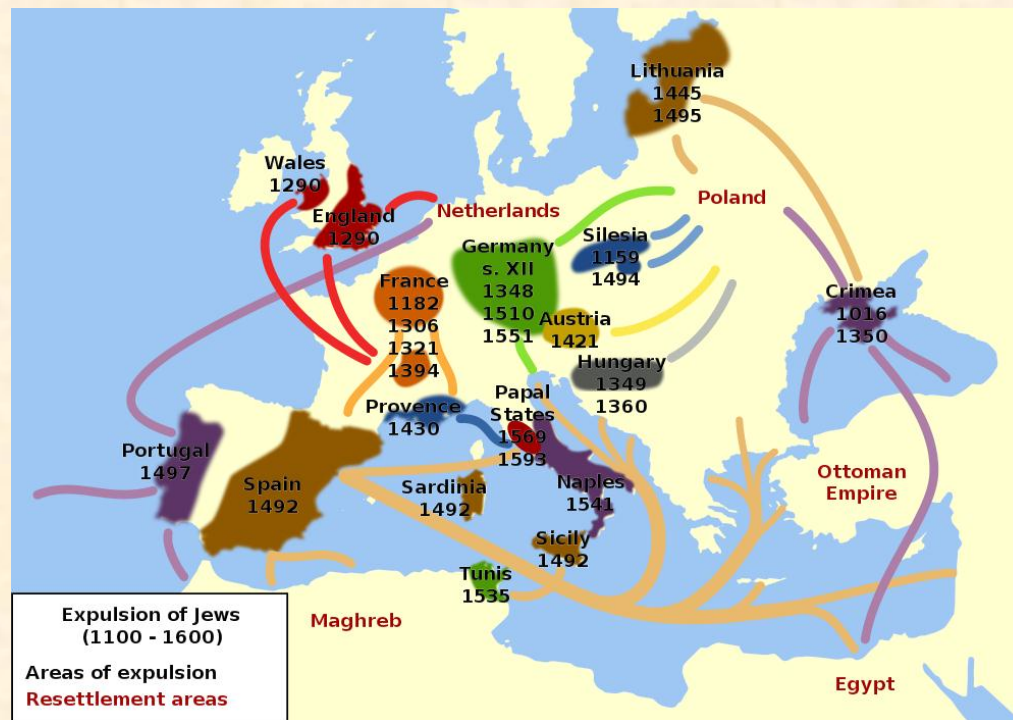 Lithuania
1445
1495
Wales
1290
England
1290
Netherlands
Poland
Germany
s. XII
1348
1510
1551
Silesia
1159
1494
France
1182
1306
1321
1394
Austria
1421
Crimea
1016
1350
Hungary
1349
1360
Provence
1430
Papal
States
1569
1593
Portugal
1497
Spain
1492
Sardinia
1492
Naples
1541
Ottoman
Empire
Sicily
1492
Tunis
1535
Maghreb
Egypt
Expulsion of Jews
(1100 - 1600)
Areas of expulsion
Resettlement areas